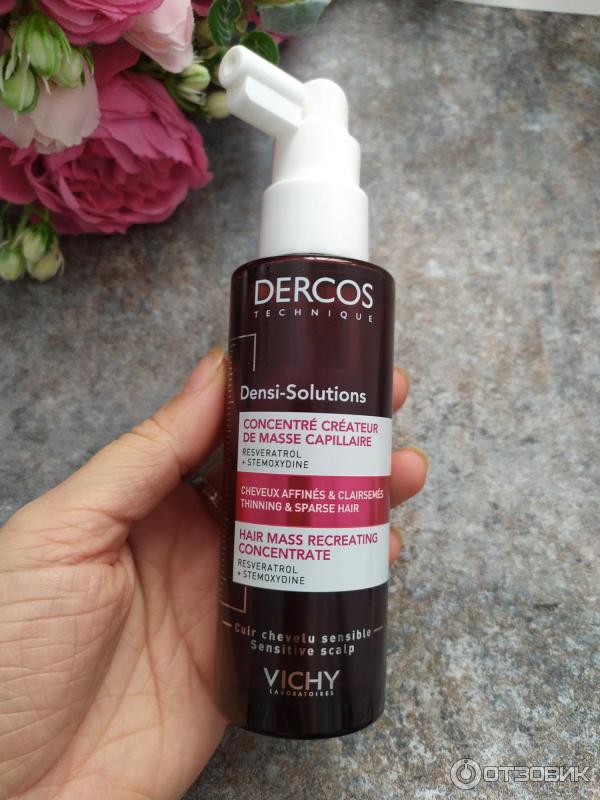 DERCOS
TECHNIQUE
Densi-Solutions
CONCENTRÉ CRÉATEUR
DE MASSE CAPILLAIRE
RESVERATROL
+ STEMOXYDINE
CHEVEUX AFFINÉS & CLAIRSEMÉS
THINNING & SPARSE HAIR
HAIR MASS RECREATING
CONCENTRATE
RESVERATROL
+ STEMOXYDINE
Cuir chevelu sensible
Sensitive scalp
VICHY
LABORATOIRES
ОТЗОВИК